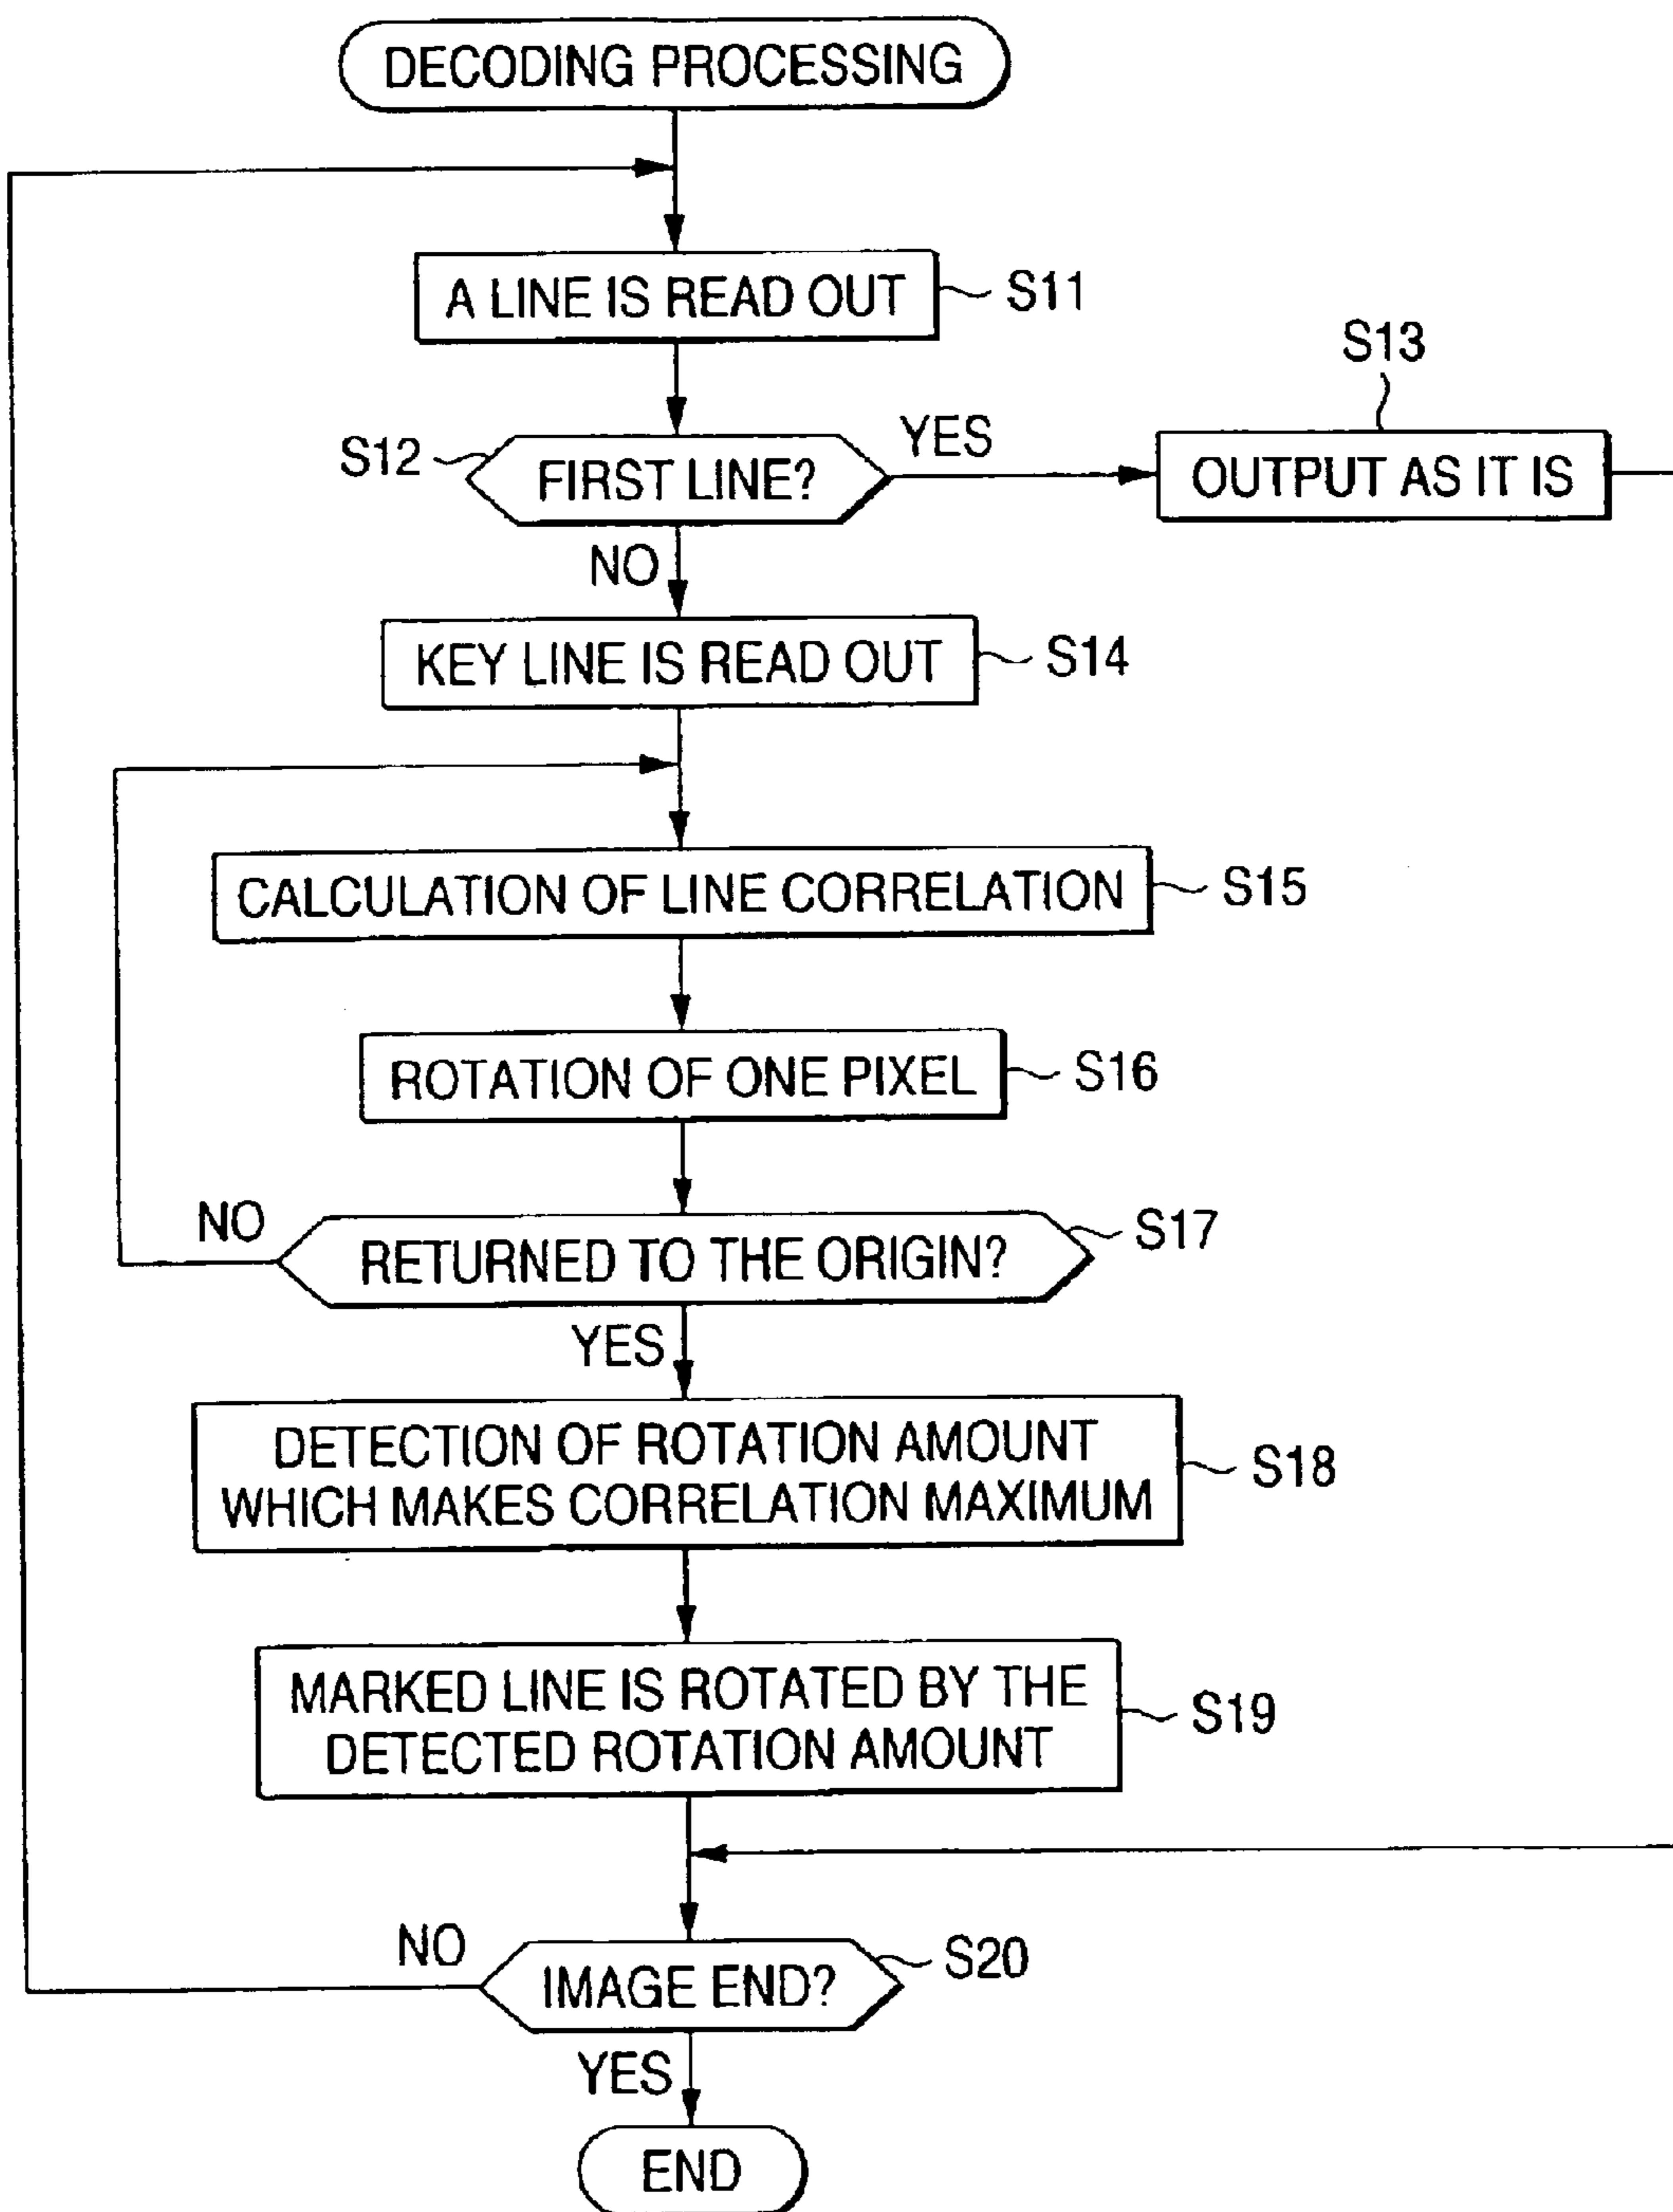 DECODING PROCESSING
A LINE IS READ OUT
S11
S13
S12
FIRST LINE?
YES
OUTPUT AS IT IS
NO
KEY LINE IS READ OUT
S14
CALCULATION OF LINE CORRELATION
S15
ROTATION OF ONE PIXEL
S16
NO
RETURNED TO THE ORIGIN?
S17
YES
DETECTION OF ROTATION AMOUNT
WHICH MAKES CORRELATION MAXIMUM
S18
MARKED LINE IS ROTATED BY THE
DETECTED ROTATION AMOUNT
S19
NO
IMAGE END?
S20
YES
END